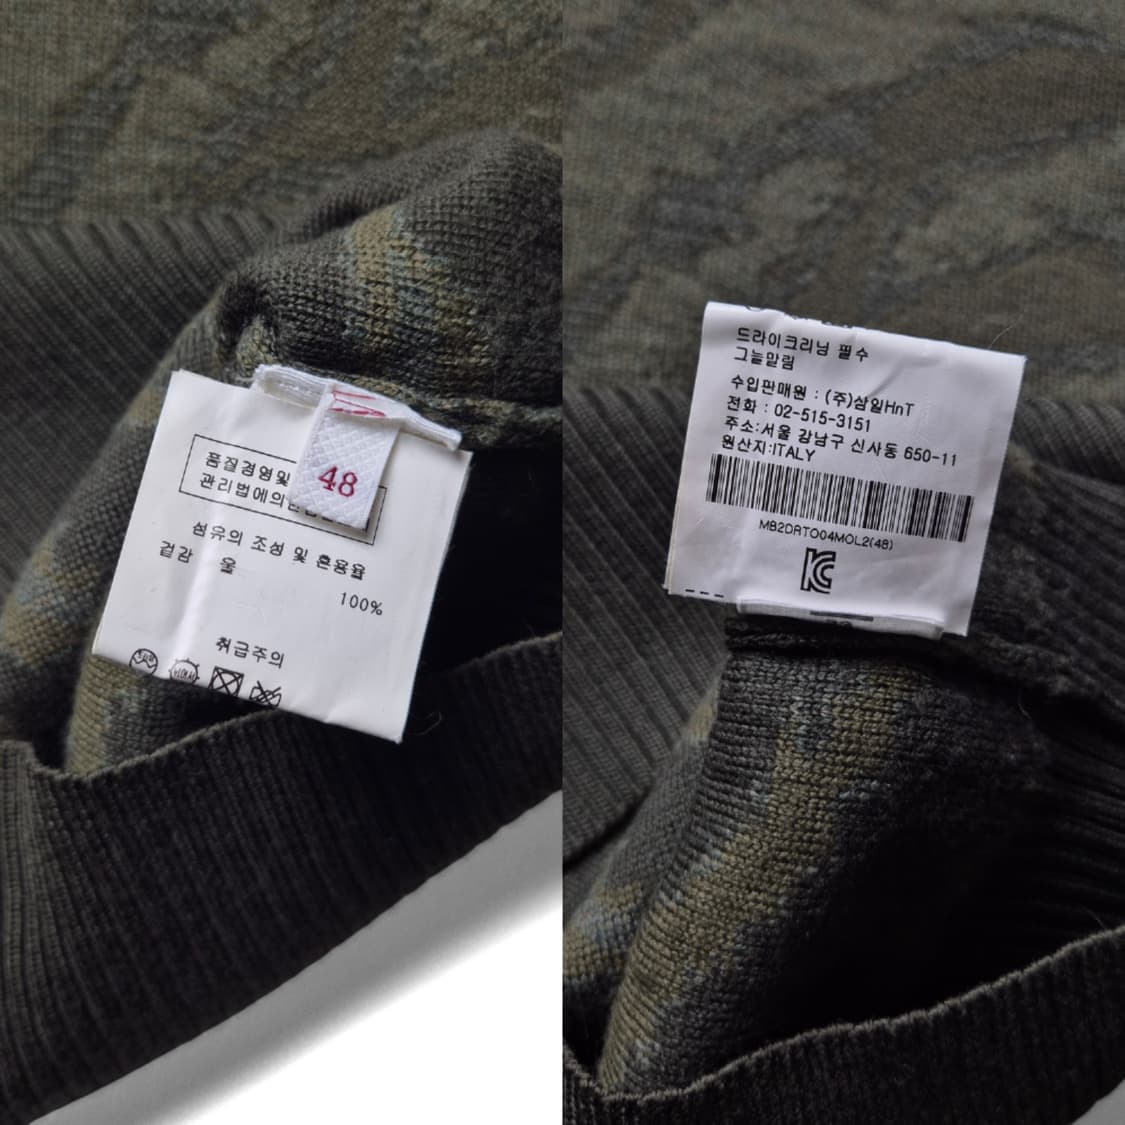 품질경영및
관리법에의한
48
섬유의 조성 및 혼용율
겉감 울
100%
취급주의
드라이크리닝 필수
그늘말림
수입판매원 : (주)삼일HnT
전화 : 02-515-3151
주소:서울 강남구 신사동 650-11
원산지:ITALY
MB2DRTO04MOL2(48)